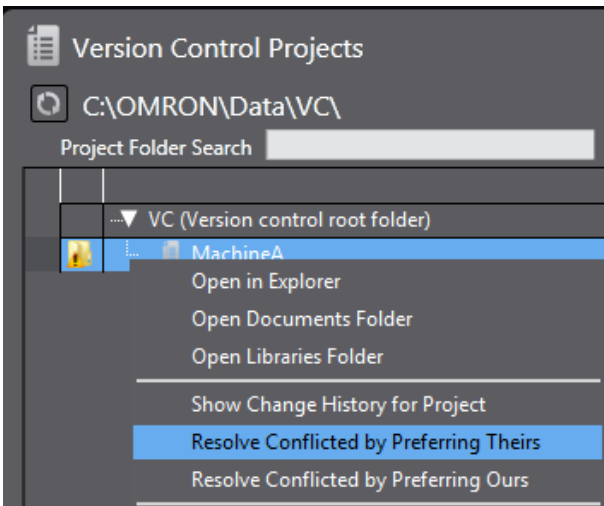 Version Control Projects
C:\OMRON\Data\VC\
Project Folder Search
VC (Version control root folder)
MachineA
Open in Explorer
Open Documents Folder
Open Libraries Folder
Show Change History for Project
Resolve Conflicted by Preferring Theirs
Resolve Conflicted by Preferring Ours